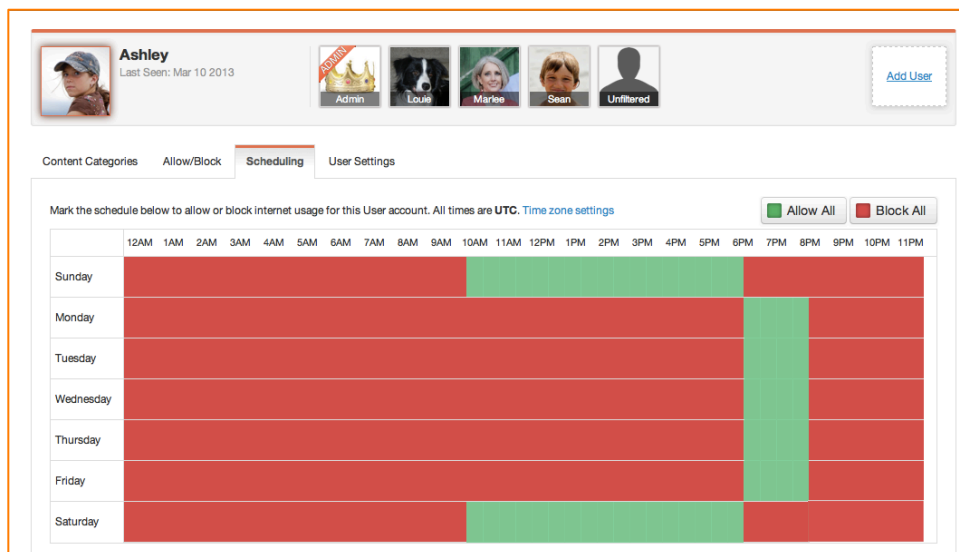 Ashley
Last Seen: Mar 10 2013
ADMIN
Admin
Louie
Marlee
Sean
Unfiltered
Add User
Content Categories Allow/Block Scheduling User Settings
Mark the schedule below to allow or block internet usage for this User account. All times are UTC. Time zone settings
Allow All
Block All
12AM 1AM 2AM 3AM 4AM 5AM 6AM 7AM 8AM 9AM 10AM 11AM 12PM 1PM 2PM 3PM 4PM 5PM 6PM 7PM 8PM 9PM 10PM 11PM
Sunday
Monday
Tuesday
Wednesday
Thursday
Friday
Saturday